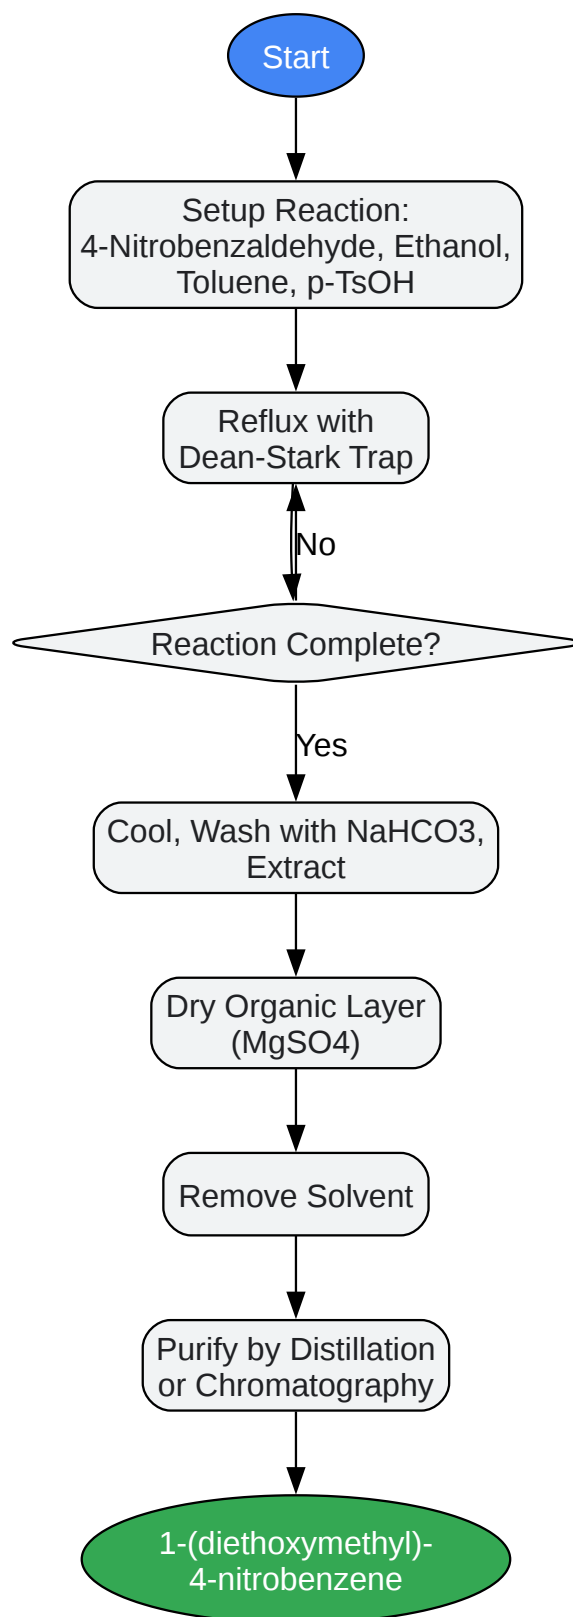 Start
Setup Reaction:
4-Nitrobenzaldehyde, Ethanol,
Toluene, p-TsOH
Reflux with
Dean-Stark Trap
No
Reaction Complete?
Yes
Cool, Wash with NaHCO3,
Extract
Dry Organic Layer
(MgSO4)
Remove Solvent
Purify by Distillation
or Chromatography
1-(diethoxymethyl)-
4-nitrobenzene